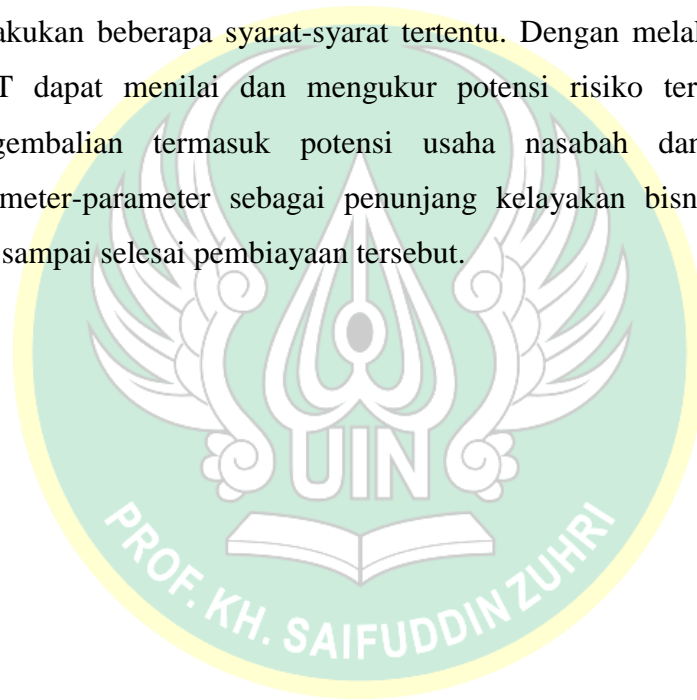 akukan beberapa syarat-syarat tertentu. Dengan melal
T dapat menilai dan mengukur potensi risiko ter
gembalian termasuk potensi usaha nasabah dan
meter-parameter sebagai penunjang kelayakan bisn
sampai selesai pembiayaan tersebut.
UIN
PROF. KH. SAIFUDDIN ZUHRI